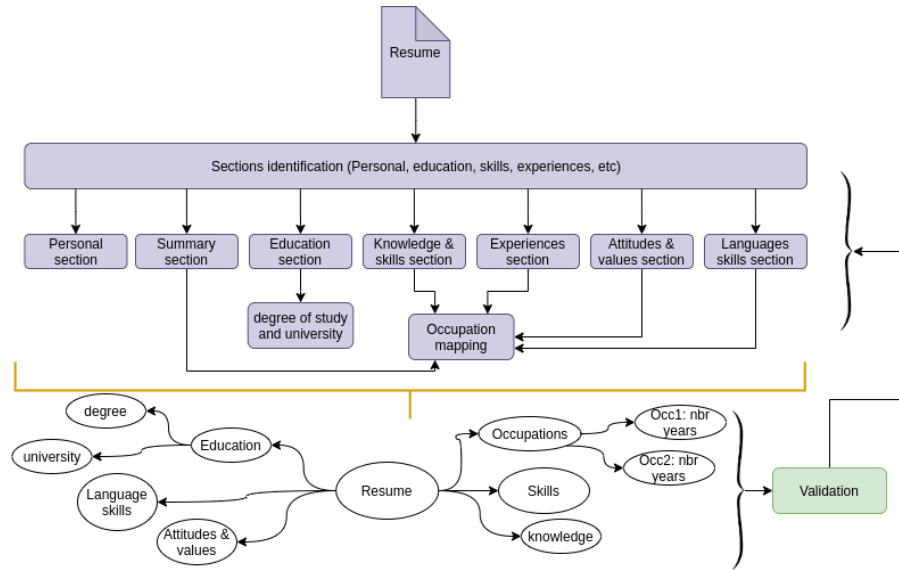 Resume
Sections identification (Personal, education, skills, experiences, etc)
Personal
section
Summary
section
Education
section
Knowledge &
skills section
Experiences
section
Attitudes &
values section
Languages
skills section
degree of study
and university
Occupation
mapping
degree
university
Education
Language
skills
Attitudes &
values
Resume
Occupations
Occ1: nbr
years
Occ2: nbr
years
Skills
knowledge
Validation